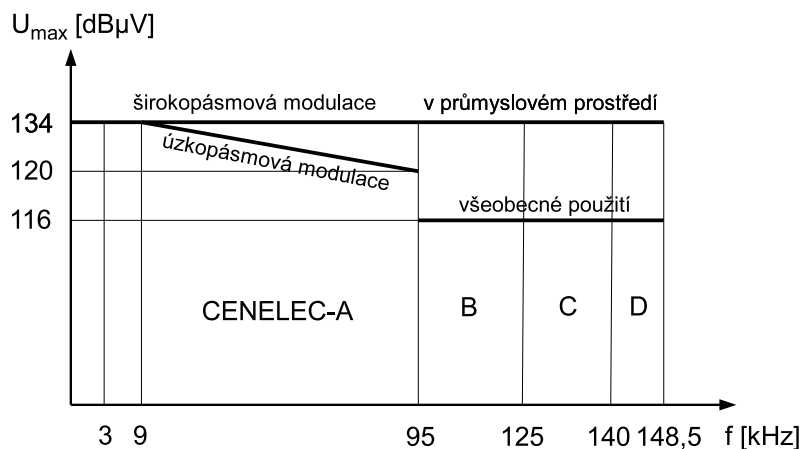 Umax [dBµV]
širokopásmová modulace
v průmyslovém prostředí
134
úzkopásmová modulace
120
116
všeobecné použití
CENELEC-A
B
C
D
3
9
95
125
140
148,5
f [kHz]